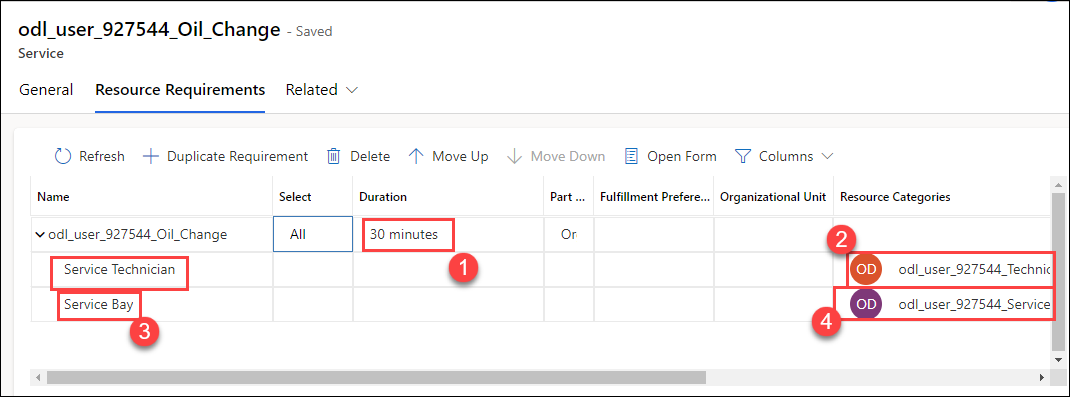 odl_user_927544_Oil_Change - Saved
Service
General Resource Requirements Related
Refresh Duplicate Requirement Delete Move Up Move Down Open Form Columns
Name Select Duration Part ... Fulfillment Prefere... Organizational Unit Resource Categories
odl_user_927544_Oil_Change All 30 minutes Or
1
2
Service Technician OD odl_user_927544_Technic
Service Bay OD odl_user_927544_Service
3
4